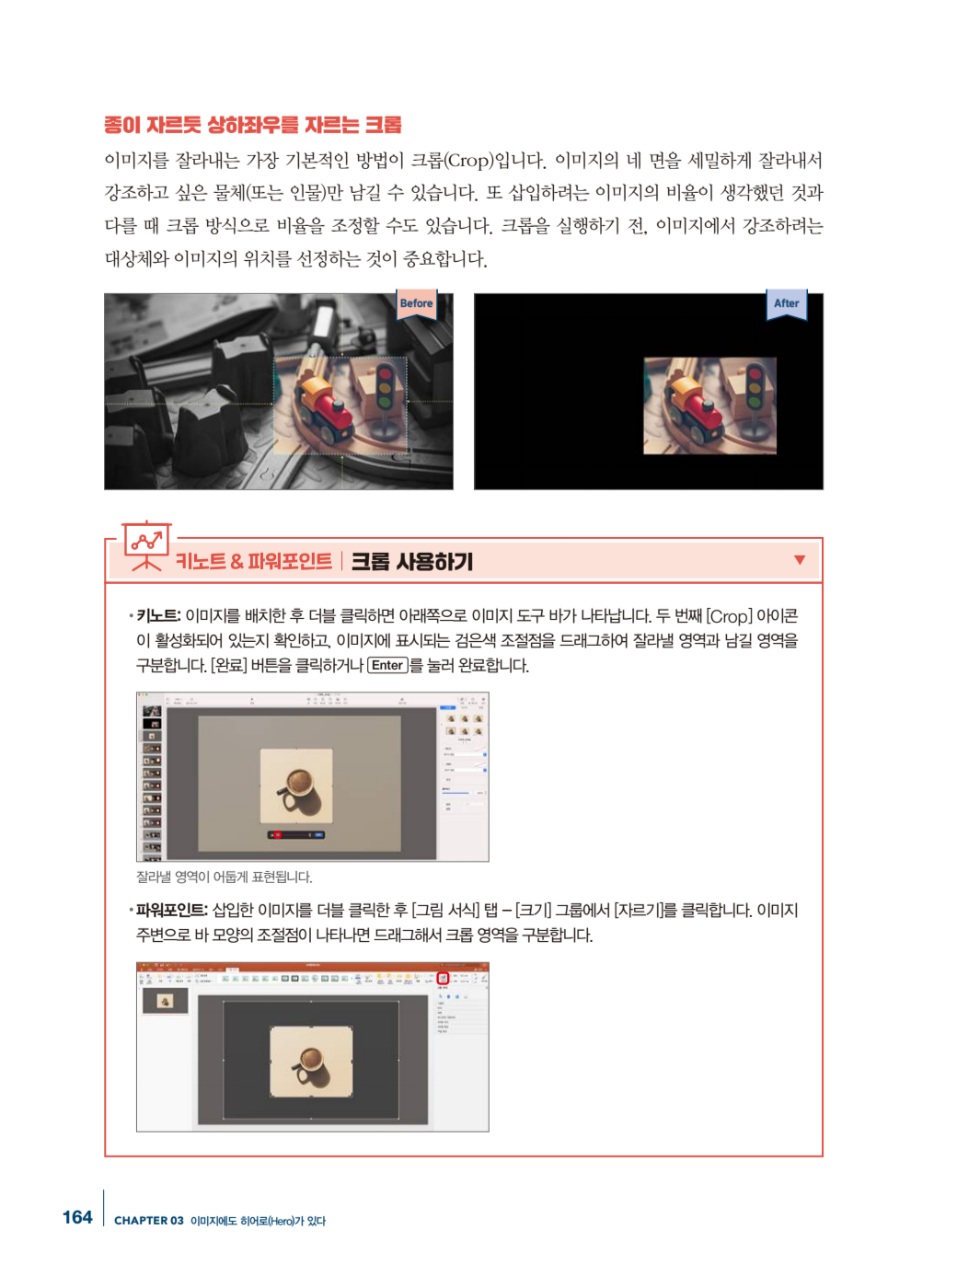 종이 자르듯 상하좌우를 자르는 크롭
이미지를 잘라내는 가장 기본적인 방법이 크롭(Crop)입니다. 이미지의 네 면을 세밀하게 잘라내서
강조하고 싶은 물체(또는 인물)만 남길 수 있습니다. 또 삽입하려는 이미지의 비율이 생각했던 것과
다를 때 크롭 방식으로 비율을 조정할 수도 있습니다. 크롭을 실행하기 전, 이미지에서 강조하려는
대상체와 이미지의 위치를 선정하는 것이 중요합니다.
Before
After
키노트 & 파워포인트 | 크롭 사용하기 ▼
• 키노트: 이미지를 배치한 후 더블 클릭하면 아래쪽으로 이미지 도구 바가 나타납니다. 두 번째 [Crop] 아이콘
이 활성화되어 있는지 확인하고, 이미지에 표시되는 검은색 조절점을 드래그하여 잘라낼 영역과 남길 영역을
구분합니다. [완료] 버튼을 클릭하거나 Enter 를 눌러 완료합니다.
잘라낼 영역이 어둡게 표현됩니다.
• 파워포인트: 삽입한 이미지를 더블 클릭한 후 [그림 서식] 탭 – [크기] 그룹에서 [자르기]를 클릭합니다. 이미지
주변으로 바 모양의 조절점이 나타나면 드래그해서 크롭 영역을 구분합니다.
164 CHAPTER 03 이미지에도 히어로(Hero)가 있다